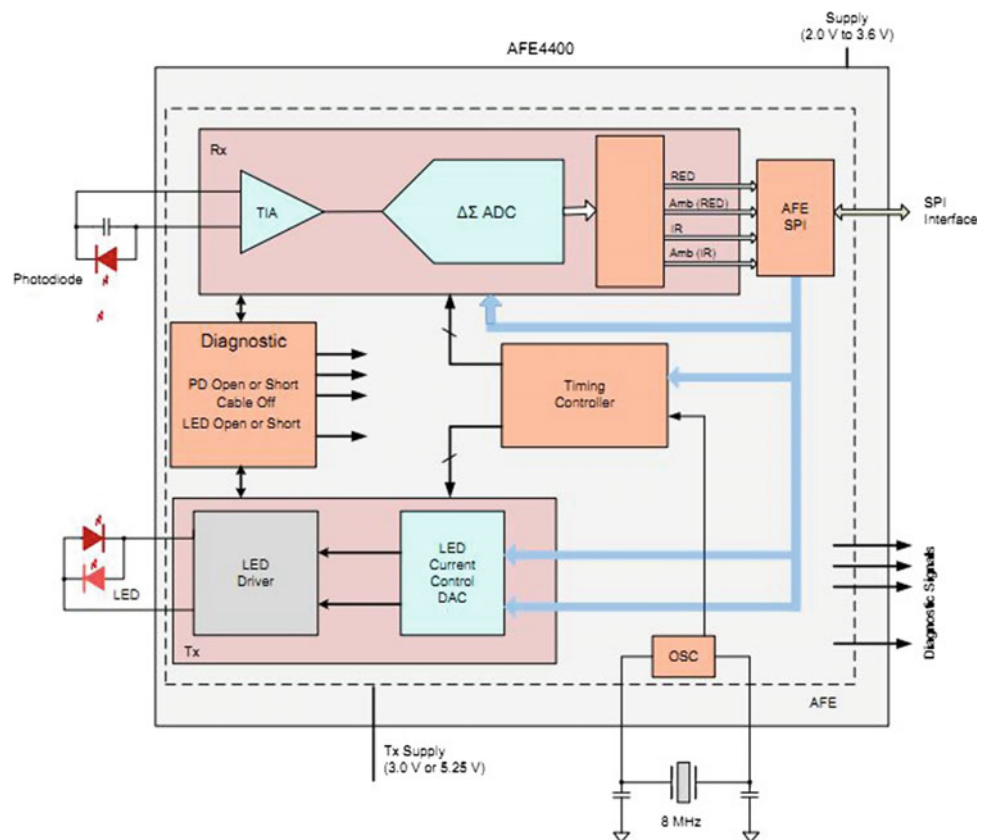 Supply
(2.0 V to 3.6 V)
AFE4400
Rx
TIA
ΔΣ ADC
RED
Amb (RED)
IR
Amb (IR)
AFE
SPI
SPI
Interface
Photodiode
Diagnostic
PD Open or Short
Cable Off
LED Open or Short
Timing
Controller
LED
Driver
LED
Current
Control
DAC
LED
Tx
OSC
AFE
Diagnostic Signals
Tx Supply
(3.0 V or 5.25 V)
8 MHz